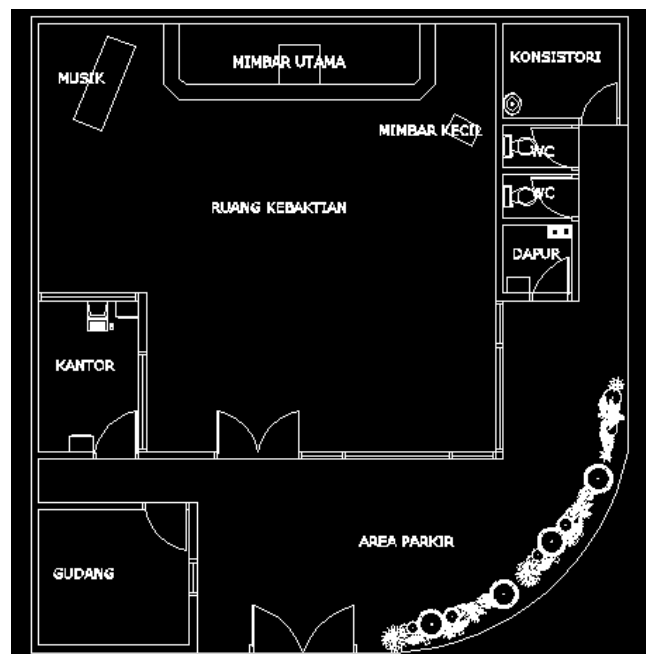 KONSISTORI
MIMBAR UTAMA
MUSIK
MIMBAR KECIL
WC
WC
RUANG KEBAKTIAN
DAPUR
KANTOR
AREA PARKIR
GUDANG